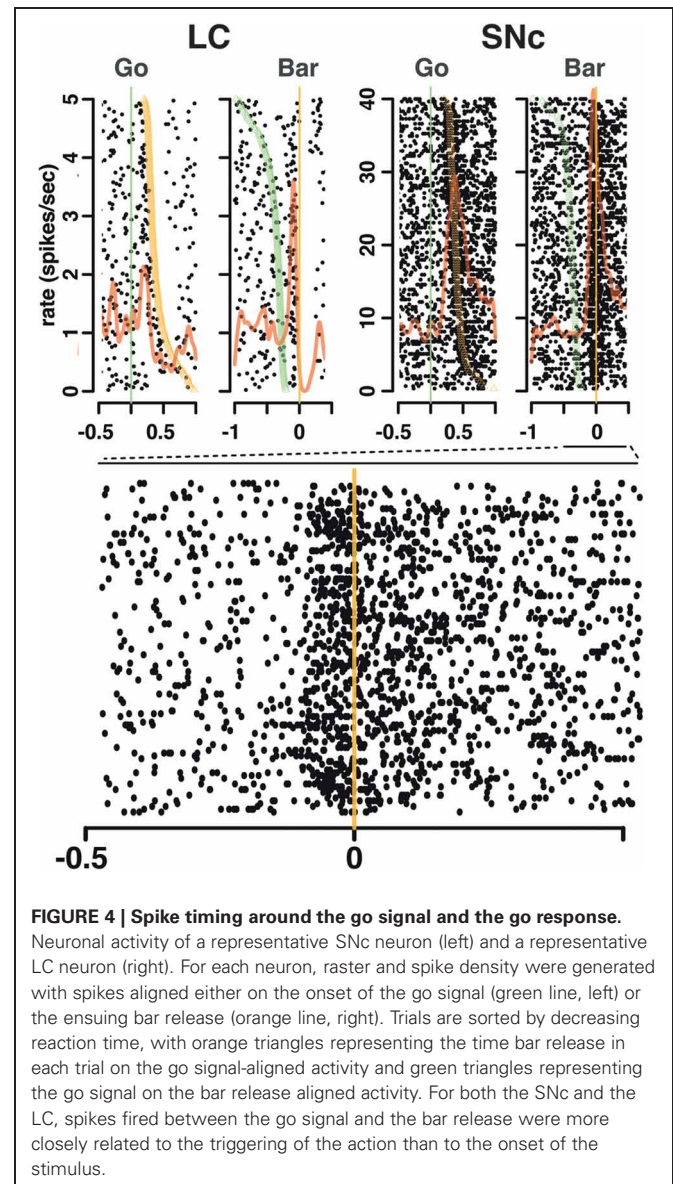 LC SNc
Go Bar Go Bar
rate (spikes/sec)
5 40
4
30
3
20
2
10
1
0 0
-0.5 0.5 -1 0 -0.5 0.5 -1 0
-0.5 0
FIGURE 4 | Spike timing around the go signal and the go response.
Neuronal activity of a representative SNc neuron (left) and a representative
LC neuron (right). For each neuron, raster and spike density were generated
with spikes aligned either on the onset of the go signal (green line, left) or
the ensuing bar release (orange line, right). Trials are sorted by decreasing
reaction time, with orange triangles representing the time bar release in
each trial on the go signal-aligned activity and green triangles representing
the go signal on the bar release aligned activity. For both the SNc and the
LC, spikes fired between the go signal and the bar release were more
closely related to the triggering of the action than to the onset of the
stimulus.